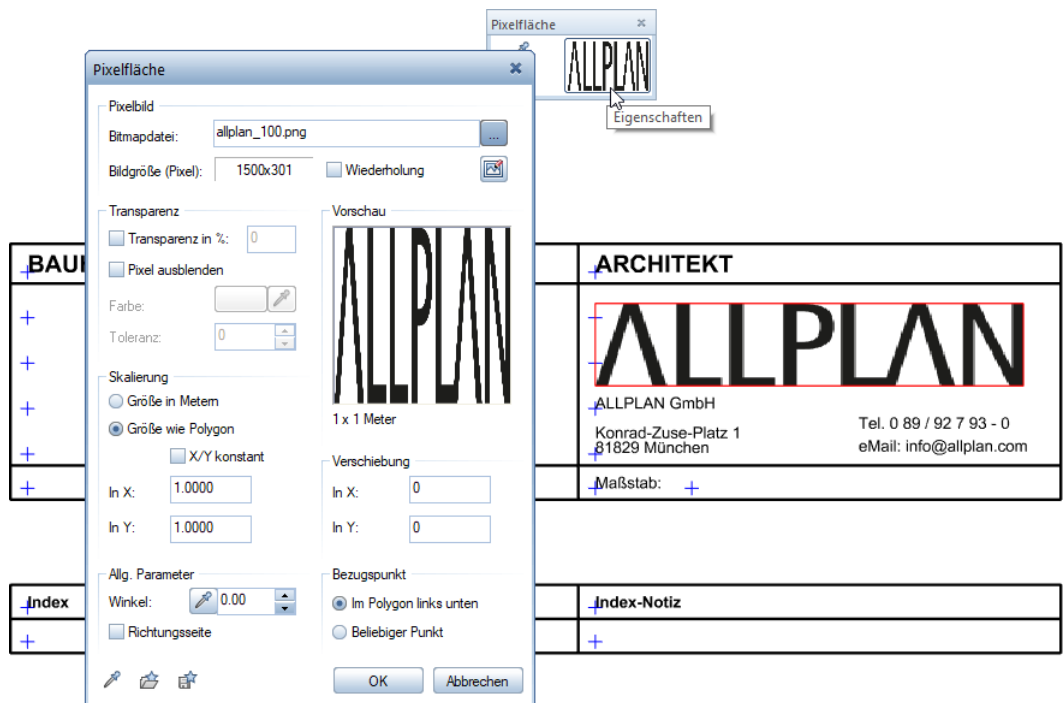 Pixelfläche
ALLPLAN
Eigenschaften
Pixelfläche
Pixelbild
Bitmapdatei: allplan_100.png ...
Bildgröße (Pixel): 1500x301 Wiederholung
Transparenz
Transparenz in %: 0
Pixel ausblenden
Farbe:
Toleranz: 0
Vorschau
ALLPLAN
1 x 1 Meter
Skalierung
Größe in Metern
Größe wie Polygon
X/Y konstant
In X: 1.0000
In Y: 1.0000
Verschiebung
In X: 0
In Y: 0
Allg. Parameter
Winkel: 0.00
Richtungsseite
Bezugspunkt
Im Polygon links unten
Beliebiger Punkt
OK Abbrechen
ARCHITEKT
ALLPLAN
ALLPLAN GmbH
Konrad-Zuse-Platz 1
81829 München
Tel. 0 89 / 92 7 93 - 0
eMail: info@allplan.com
Maßstab:
Index
Index-Notiz